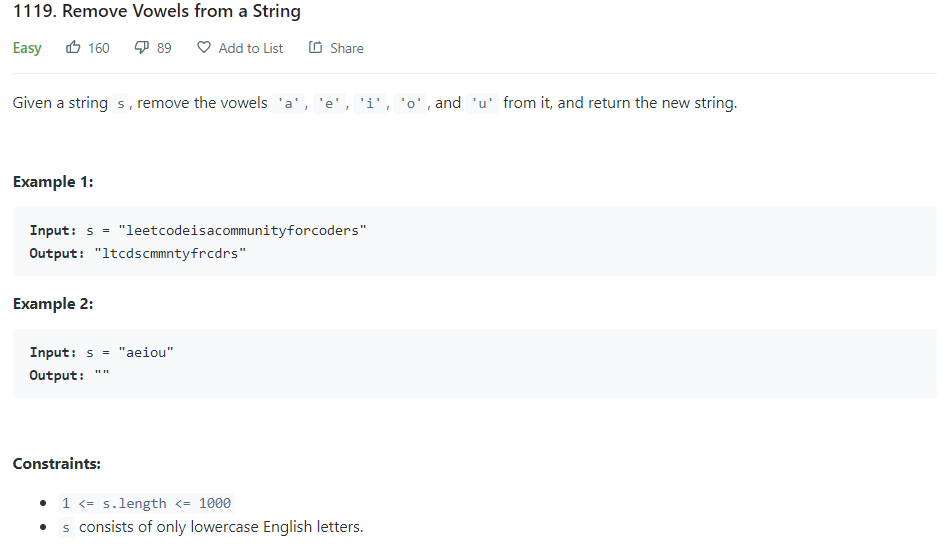 1119. Remove Vowels from a String
Easy 160 89 Add to List Share
Given a string s, remove the vowels 'a', 'e', 'i', 'o', and 'u' from it, and return the new string.
Example 1:
Input: s = "leetcodeisacommunityforcoders"
Output: "ltcdscmmntyfrcdrs"
Example 2:
Input: s = "aeiou"
Output: ""
Constraints:
• 1 <= s.length <= 1000
• s consists of only lowercase English letters.